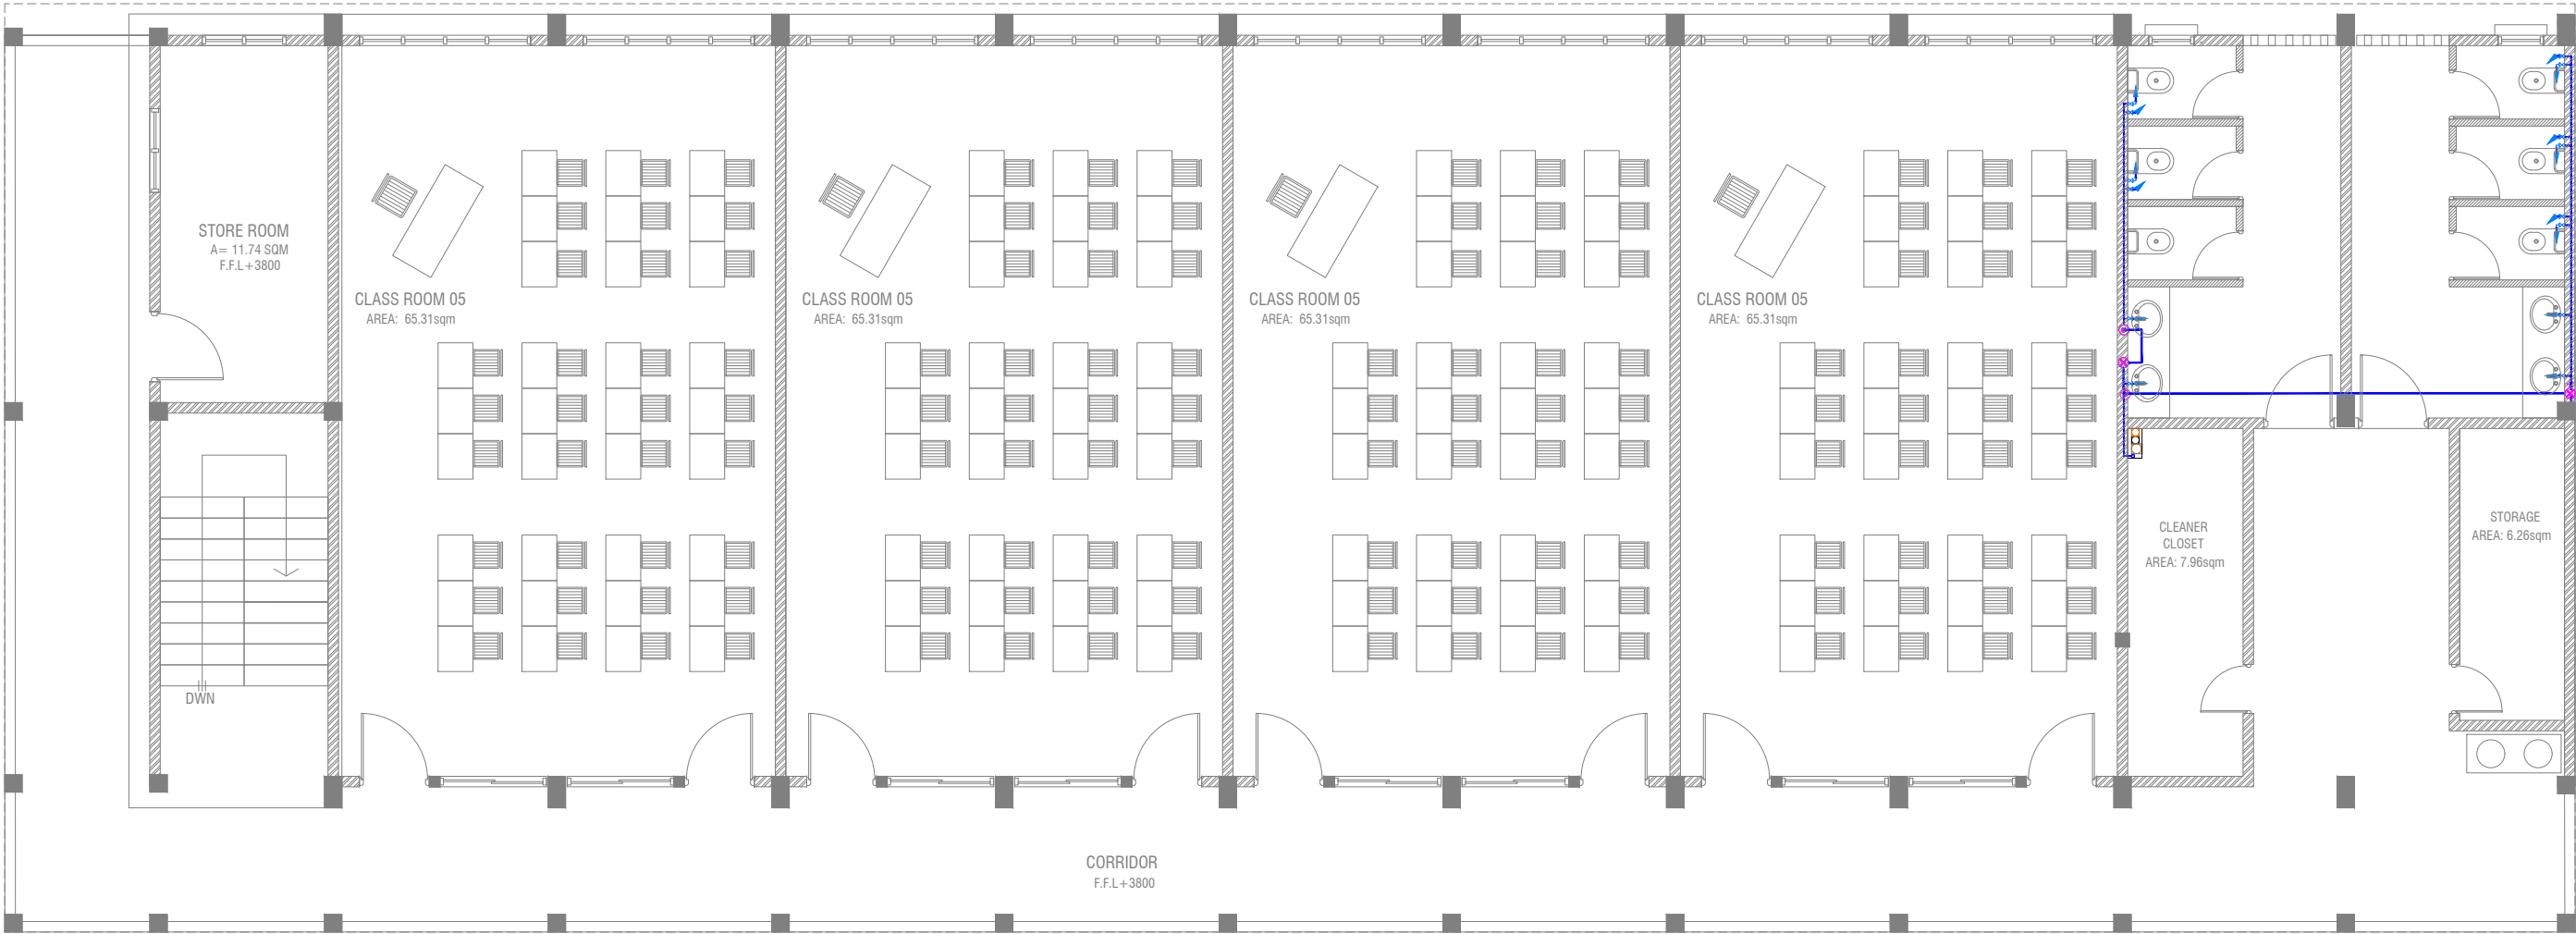 STORE ROOM
A= 11.74 SQM
F.F.L+3800
CLASS ROOM 05
AREA: 65.31sqm
CLASS ROOM 05
AREA: 65.31sqm
CLASS ROOM 05
AREA: 65.31sqm
CLASS ROOM 05
AREA: 65.31sqm
CLEANER
CLOSET
AREA: 7.96sqm
STORAGE
AREA: 6.26sqm
DWN
CORRIDOR
F.F.L+3800